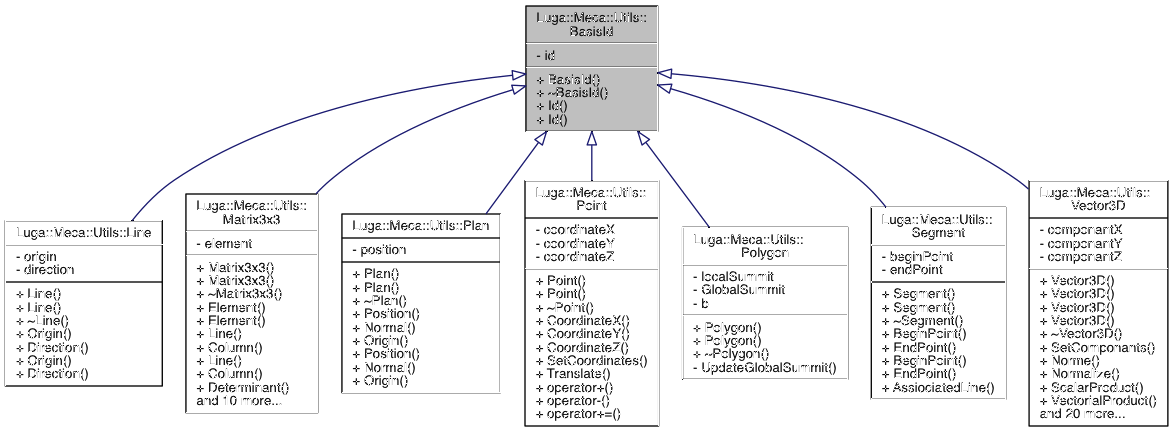 Luga::Meca::Utils::
BasisId
- id
+ BasisId()
+ ~BasisId()
+ Id()
+ Id()
Luga::Meca::Utils::Line
- origin
- direction
+ Line()
+ Line()
+ ~Line()
+ Origin()
+ Direction()
+ Origin()
+ Direction()
Luga::Meca::Utils::
Matrix3x3
- element
+ Matrix3x3()
+ Matrix3x3()
+ ~Matrix3x3()
+ Element()
+ Element()
+ Line()
+ Column()
+ Line()
+ Column()
+ Determinant()
and 10 more...
Luga::Meca::Utils::Plan
- position
+ Plan()
+ Plan()
+ ~Plan()
+ Position()
+ Normal()
+ Origin()
+ Position()
+ Normal()
+ Origin()
Luga::Meca::Utils::
Point
- coordinateX
- coordinateY
- coordinateZ
+ Point()
+ Point()
+ ~Point()
+ CoordinateX()
+ CoordinateY()
+ CoordinateZ()
+ SetCoordinates()
+ Translate()
+ operator+()
+ operator-()
+ operator+=()
Luga::Meca::Utils::
Polygon
- localSummit
- GlobalSummit
- b
+ Polygon()
+ Polygon()
+ ~Polygon()
- UpdateGlobalSummit()
Luga::Meca::Utils::
Segment
- beginPoint
- endPoint
+ Segment()
+ Segment()
+ ~Segment()
+ BeginPoint()
+ EndPoint()
+ BeginPoint()
+ EndPoint()
+ AssiociatedLine()
Luga::Meca::Utils::
Vector3D
- componantX
- componantY
- componantZ
+ Vector3D()
+ Vector3D()
+ Vector3D()
+ Vector3D()
+ ~Vector3D()
+ SetComponants()
+ Norme()
+ Normalize()
+ ScalarProduct()
+ VectorialProduct()
and 20 more...